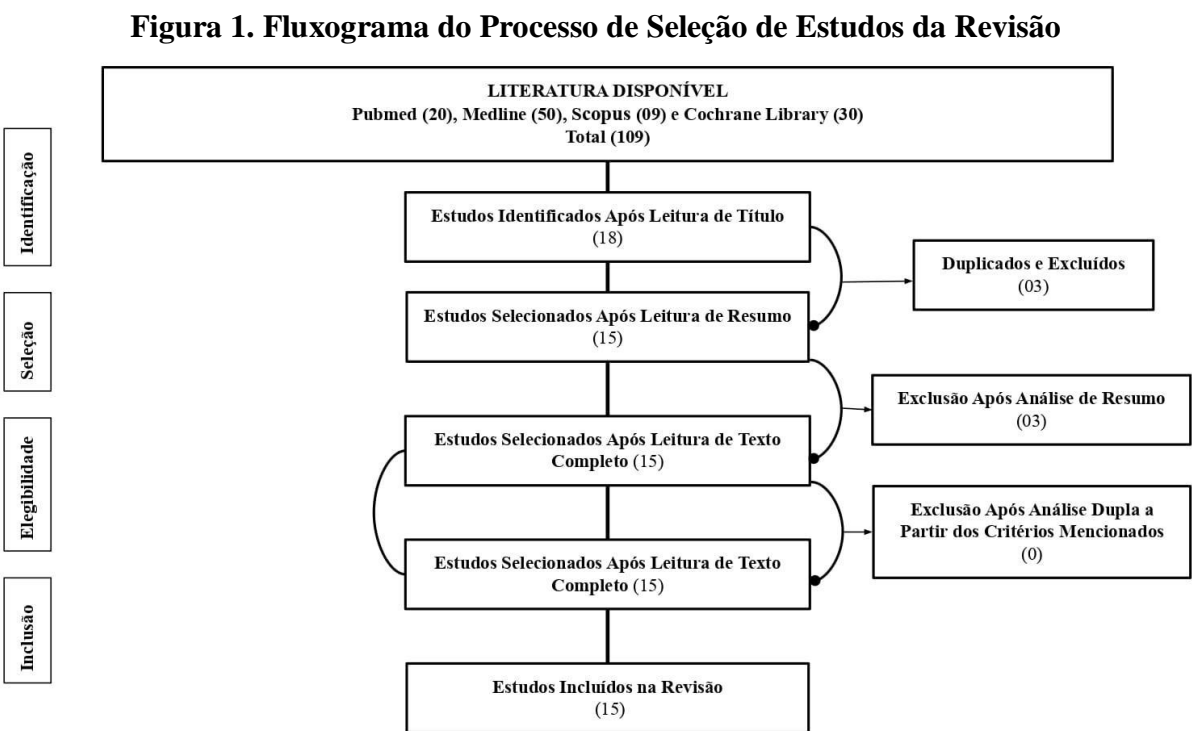 Figura 1. Fluxograma do Processo de Seleção de Estudos da Revisão
LITERATURA DISPONÍVEL
Pubmed (20), Medline (50), Scopus (09) e Cochrane Library (30)
Total (109)
Identificação
Estudos Identificados Após Leitura de Título
(18)
Duplicados e Excluídos
(03)
Seleção
Estudos Selecionados Após Leitura de Resumo
(15)
Exclusão Após Análise de Resumo
(03)
Elegibilidade
Estudos Selecionados Após Leitura de Texto
Completo (15)
Exclusão Após Análise Dupla a
Partir dos Critérios Mencionados
(0)
Estudos Selecionados Após Leitura de Texto
Completo (15)
Inclusão
Estudos Incluídos na Revisão
(15)